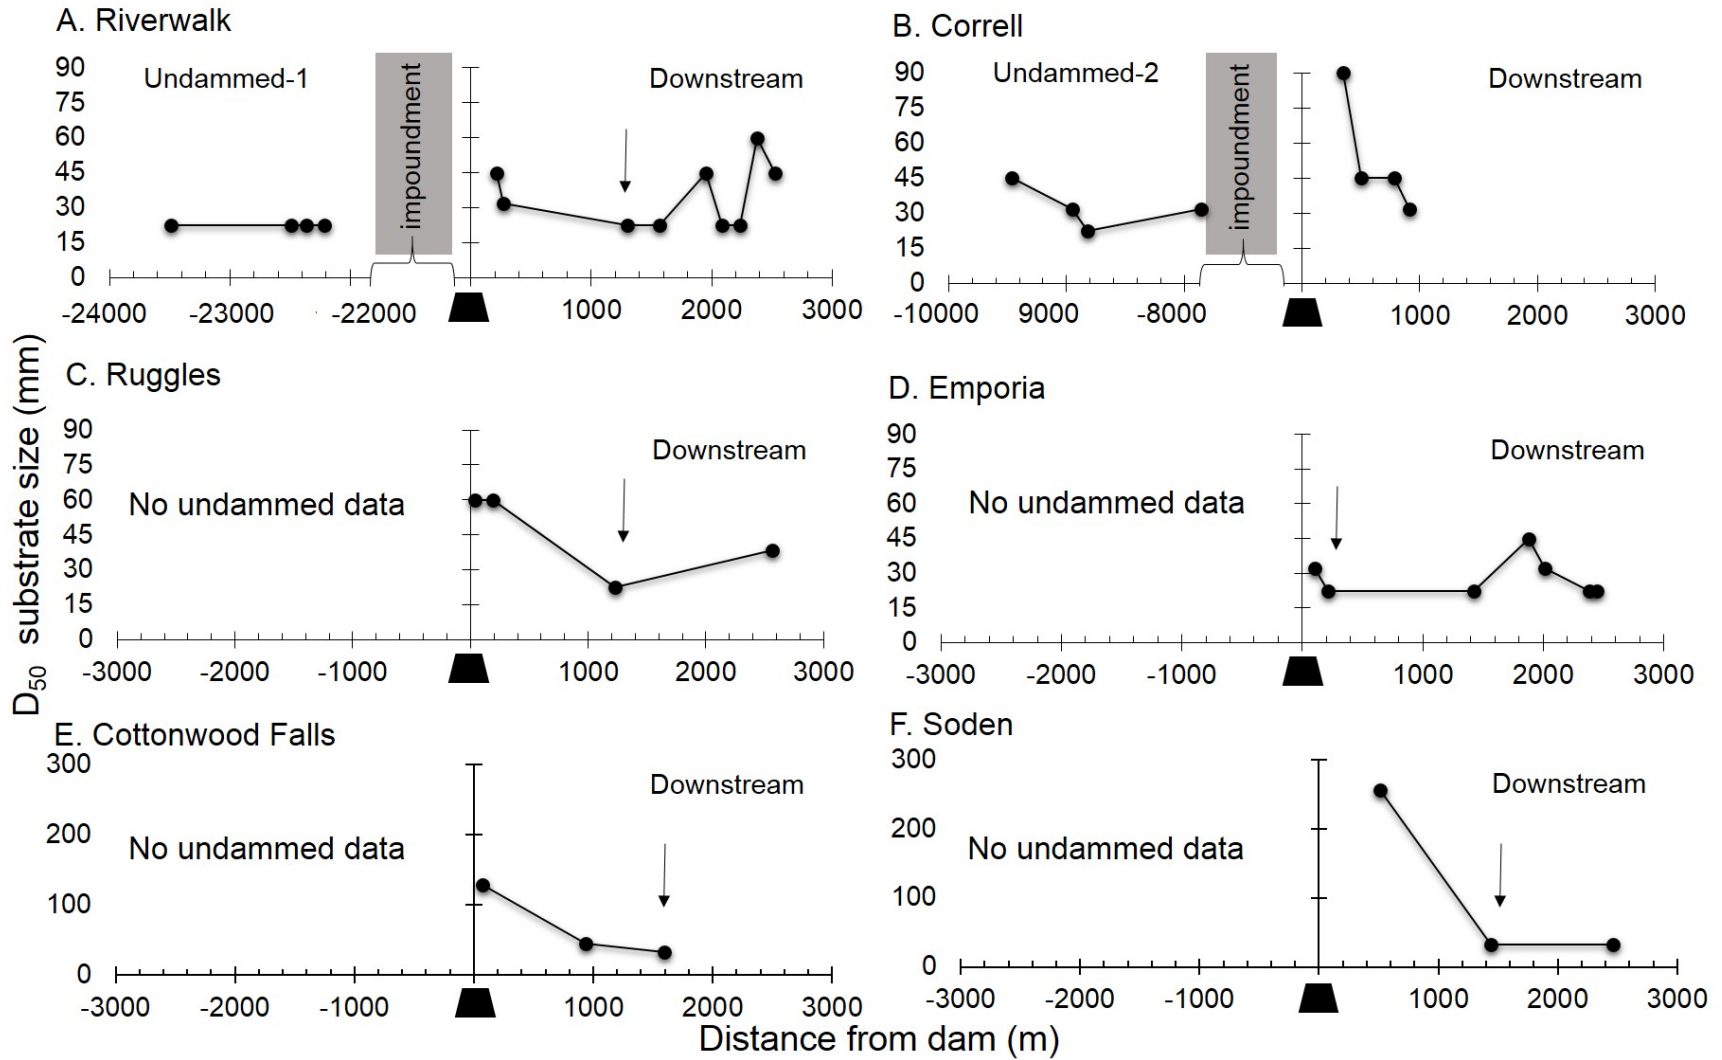 A. Riverwalk
Undammed-1
impoundment
Downstream
90
75
60
45
30
15
0
-24000 -23000 -22000 1000 2000 3000
B. Correll
Undammed-2
impoundment
Downstream
90
75
60
45
30
15
0
-10000 9000 -8000 1000 2000 3000
C. Ruggles
No undammed data
Downstream
90
75
60
45
30
15
0
-3000 -2000 -1000 1000 2000 3000
D. Emporia
No undammed data
Downstream
90
75
60
45
30
15
0
-3000 -2000 -1000 1000 2000 3000
E. Cottonwood Falls
No undammed data
Downstream
300
200
100
0
-3000 -2000 -1000 1000 2000 3000
F. Soden
No undammed data
Downstream
300
200
100
0
-3000 -2000 -1000 1000 2000 3000
D50 substrate size (mm)
Distance from dam (m)